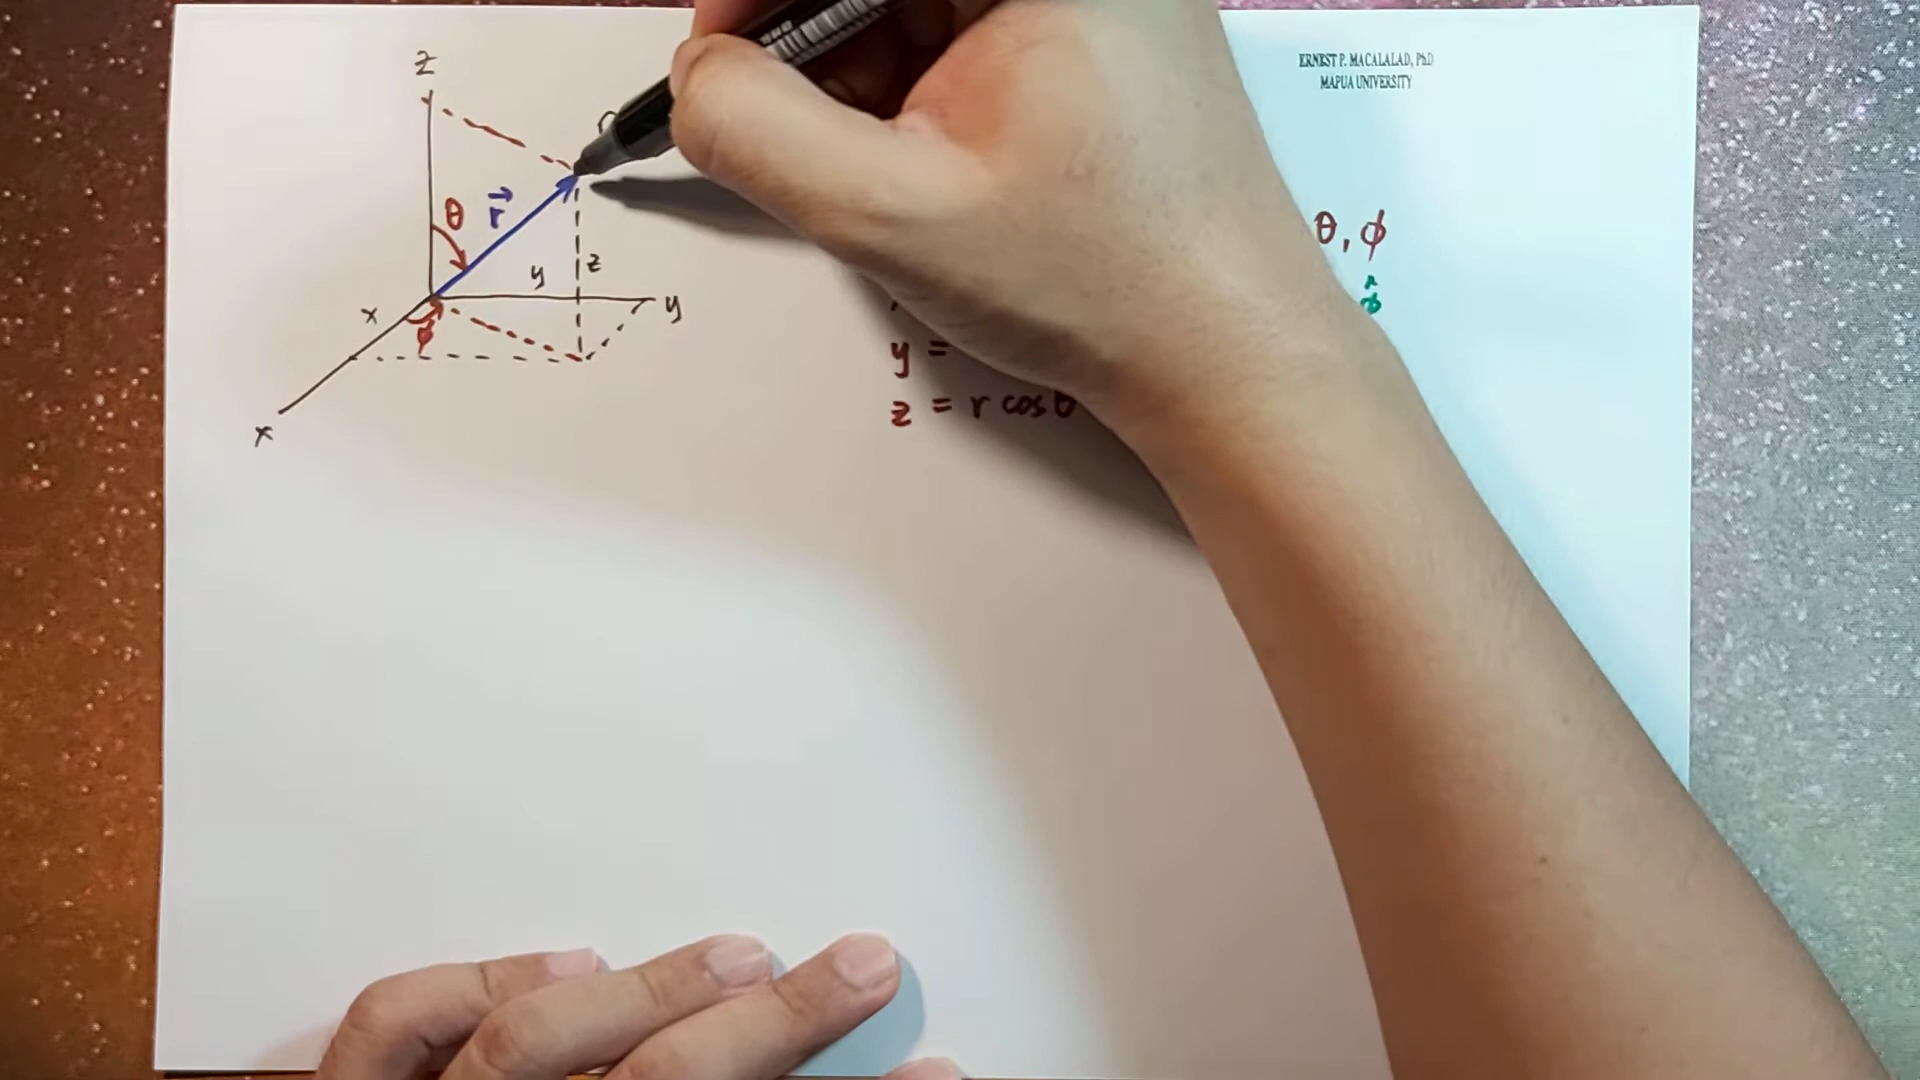 ERNEST P. MACALALAD, PhD
MAPUA UNIVERSITY
z
θ r⃗
θ, ϕ
ϕ̂
y z
x y
ϕ
y =
z = r cos θ
x